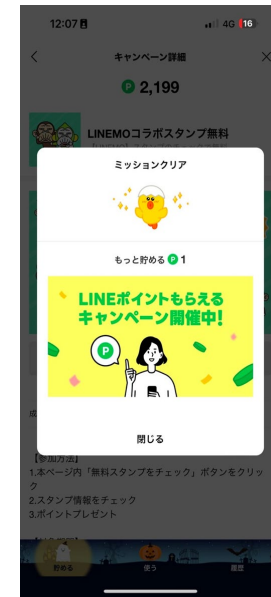 12:07
4G 16
キャンペーン詳細
P 2,199
LINEMOコラボスタンプ無料
ミッションクリア
もっと貯める P 1
LINEポイントもらえる
キャンペーン開催中!
P
閉じる
【参加方法】
1.本ページ内「無料スタンプをチェック」ボタンをクリッ
ク
2.スタンプ情報をチェック
3.ポイントプレゼント
貯める
使う
履歴